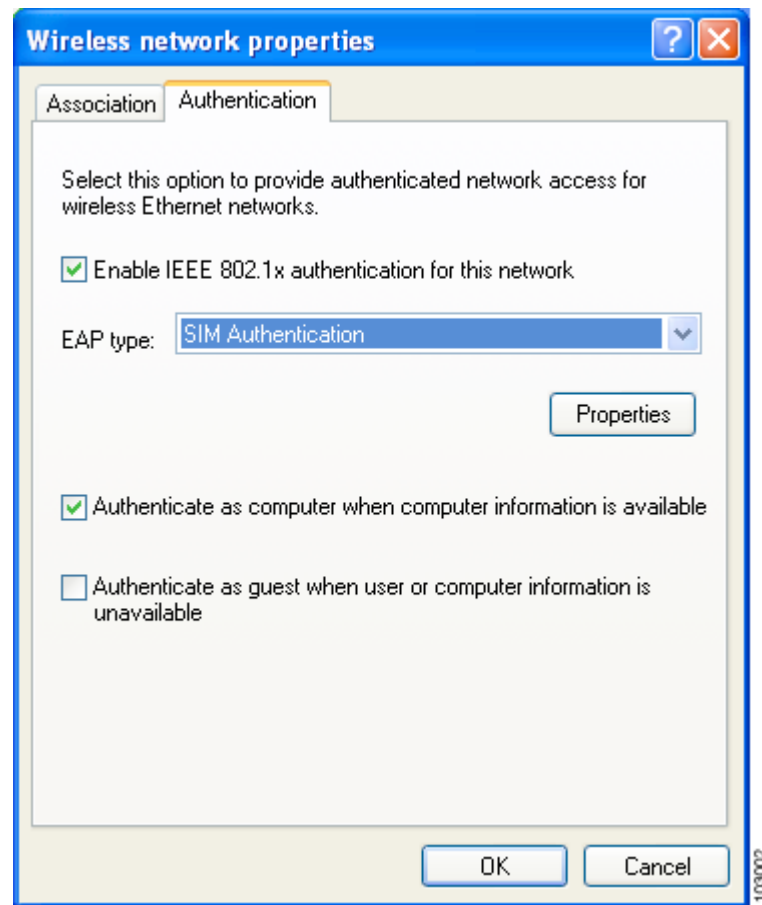 Wireless network properties
Association
Authentication
Select this option to provide authenticated network access for
wireless Ethernet networks.
Enable IEEE 802.1x authentication for this network
EAP type:
SIM Authentication
Properties
Authenticate as computer when computer information is available
Authenticate as guest when user or computer information is
unavailable
OK
Cancel
103002